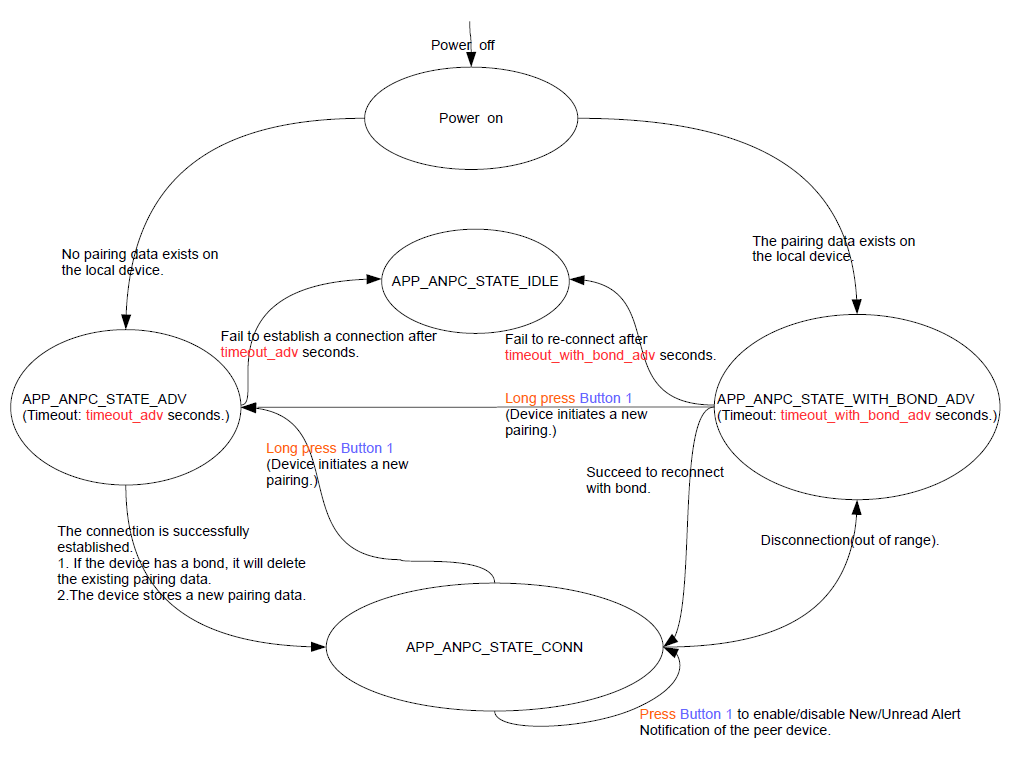 Power off
Power on
No pairing data exists on
the local device.
The pairing data exists on
the local device.
APP_ANPC_STATE_IDLE
Fail to establish a connection after
timeout_adv seconds.
Fail to re-connect after
timeout_with_bond_adv seconds.
APP_ANPC_STATE_ADV
(Timeout: timeout_adv seconds.)
Long press Button 1
(Device initiates a new
pairing.)
APP_ANPC_STATE_WITH_BOND_ADV
(Timeout: timeout_with_bond_adv seconds.)
Long press Button 1
(Device initiates a new
pairing.)
Succeed to reconnect
with bond.
The connection is successfully
established.
1. If the device has a bond, it will delete
the existing pairing data.
2.The device stores a new pairing data.
Disconnection(out of range).
APP_ANPC_STATE_CONN
Press Button 1 to enable/disable New/Unread Alert
Notification of the peer device.